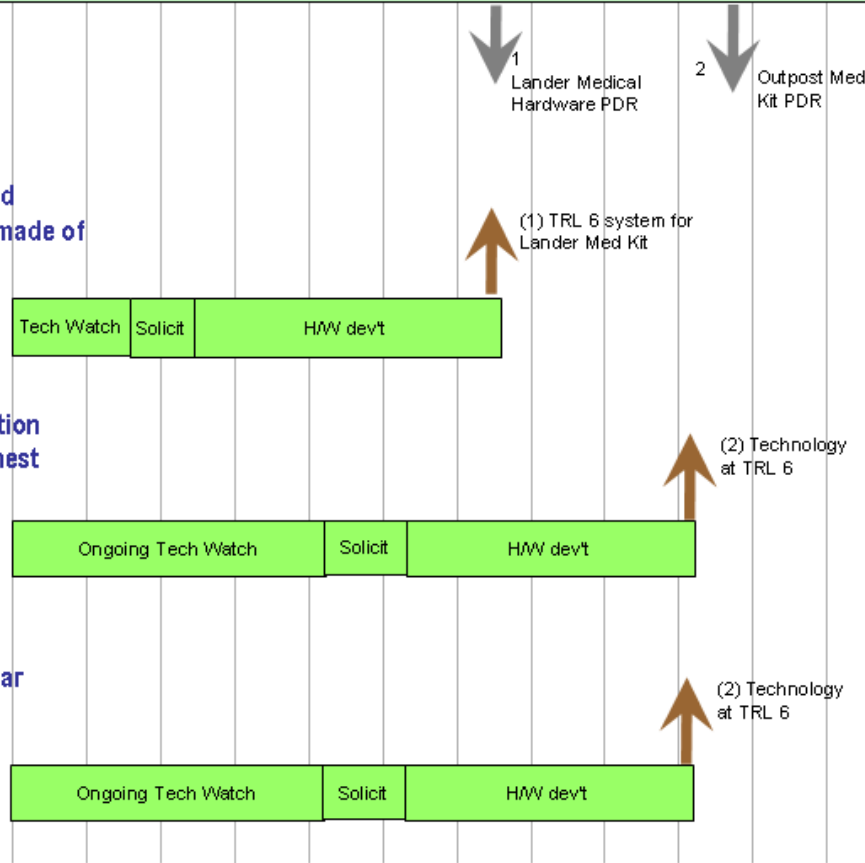 1
Lander Medical
Hardware PDR
2
Outpost Med
Kit PDR
d
made of
(1) TRL 6 system for
Lander Med Kit
Tech Watch
Solicit
H/W dev't
tion
nest
(2) Technology
at TRL 6
Ongoing Tech Watch
Solicit
H/W dev't
ar
(2) Technology
at TRL 6
Ongoing Tech Watch
Solicit
H/W dev't